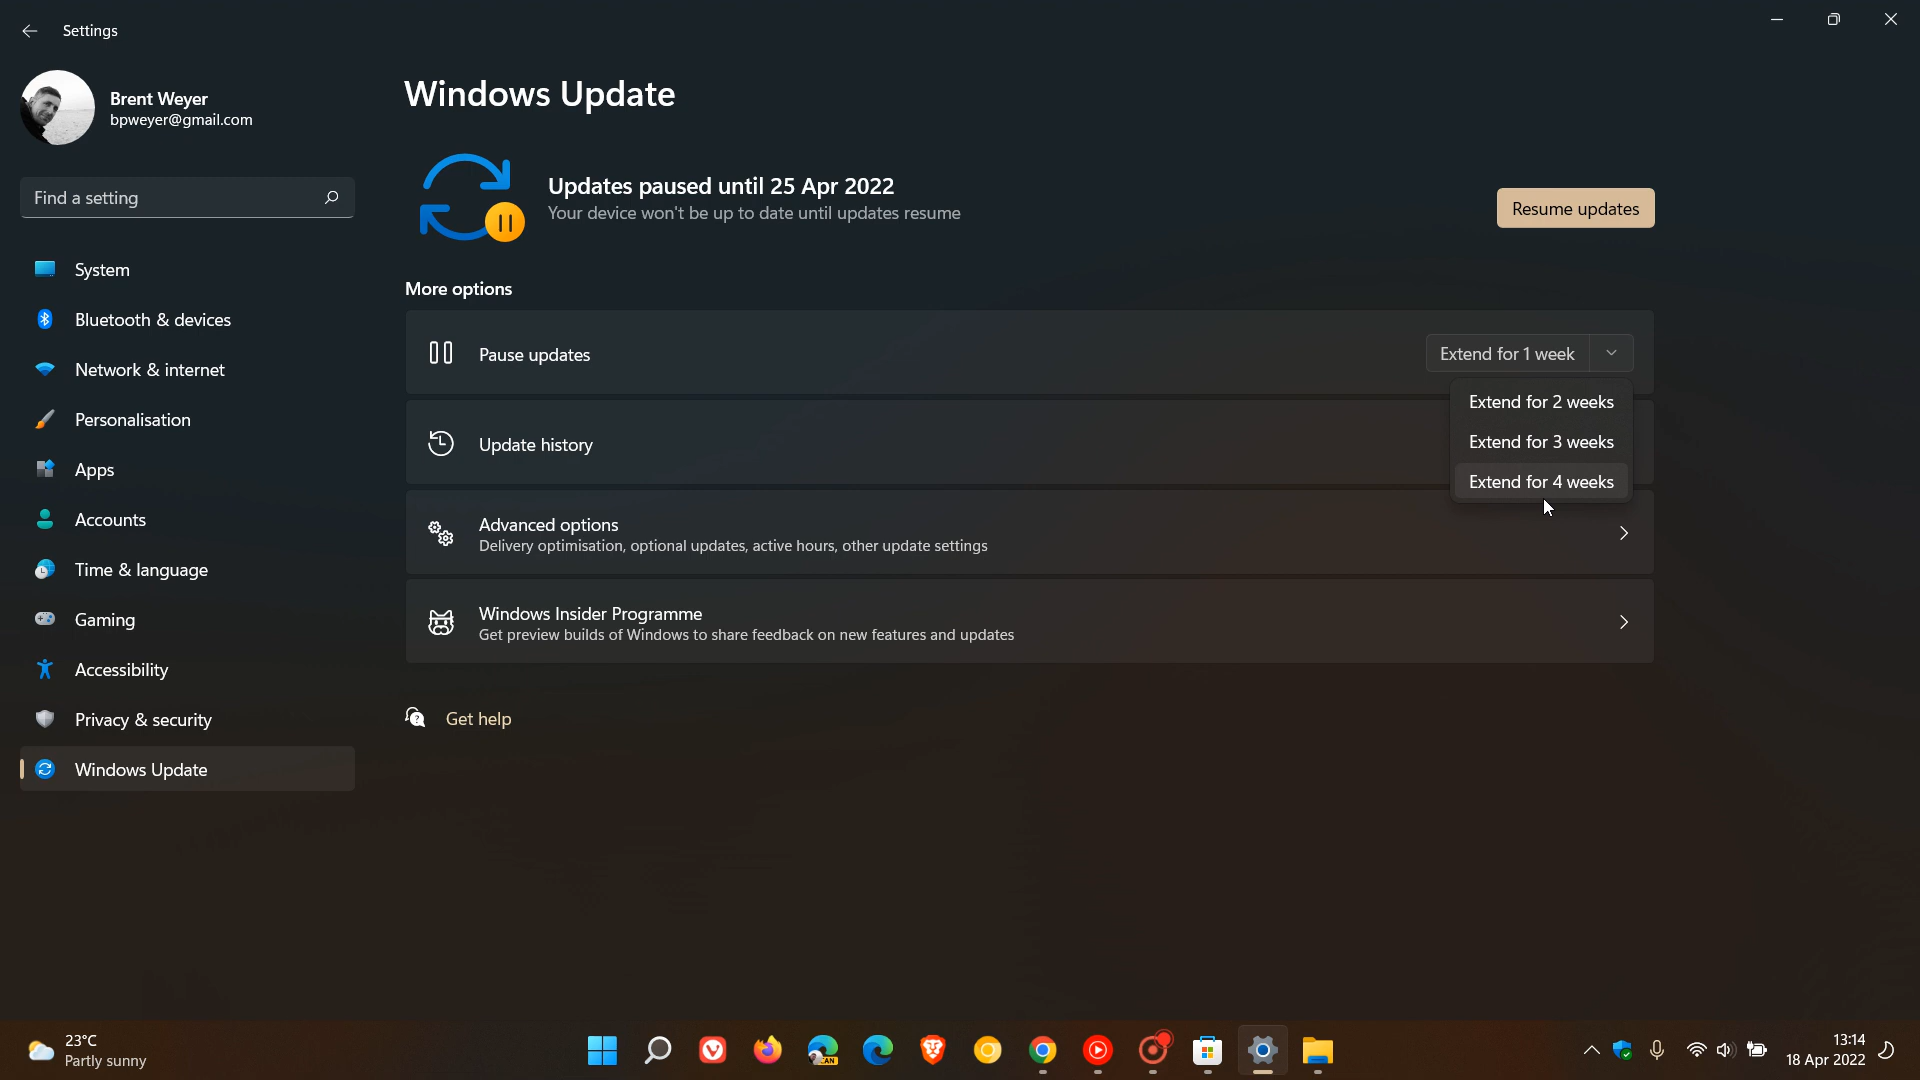 Settings
Brent Weyer
bpweyer@gmail.com
Find a setting
System
Bluetooth & devices
Network & internet
Personalisation
Apps
Accounts
Time & language
Gaming
Accessibility
Privacy & security
Windows Update
Windows Update
Updates paused until 25 Apr 2022
Your device won't be up to date until updates resume
Resume updates
More options
Pause updates
Extend for 1 week
Extend for 2 weeks
Extend for 3 weeks
Extend for 4 weeks
Update history
Advanced options
Delivery optimisation, optional updates, active hours, other update settings
Windows Insider Programme
Get preview builds of Windows to share feedback on new features and updates
Get help
23°C
Partly sunny
CAN
13:14
18 Apr 2022